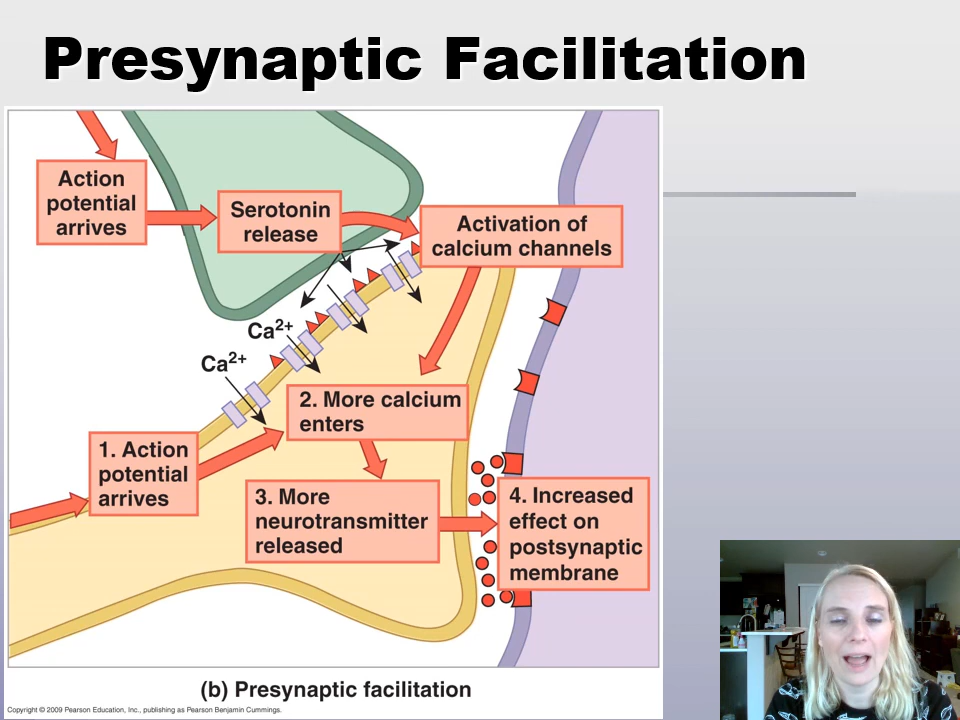 Presynaptic Facilitation
Action
potential
arrives
Serotonin
release
Activation of
calcium channels
Ca2+
Ca2+
2. More calcium
enters
1. Action
potential
arrives
3. More
neurotransmitter
released
4. Increased
effect on
postsynaptic
membrane
(b) Presynaptic facilitation
Copyright © 2009 Pearson Education, Inc., publishing as Pearson Benjamin Cummings.